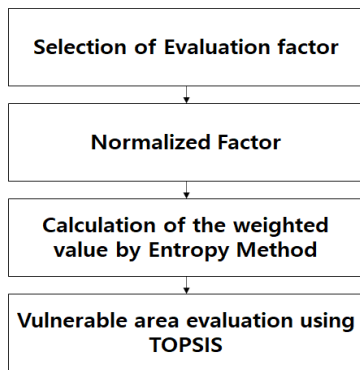 Selection of Evaluation factor
Normalized Factor
Calculation of the weighted
value by Entropy Method
Vulnerable area evaluation using
TOPSIS